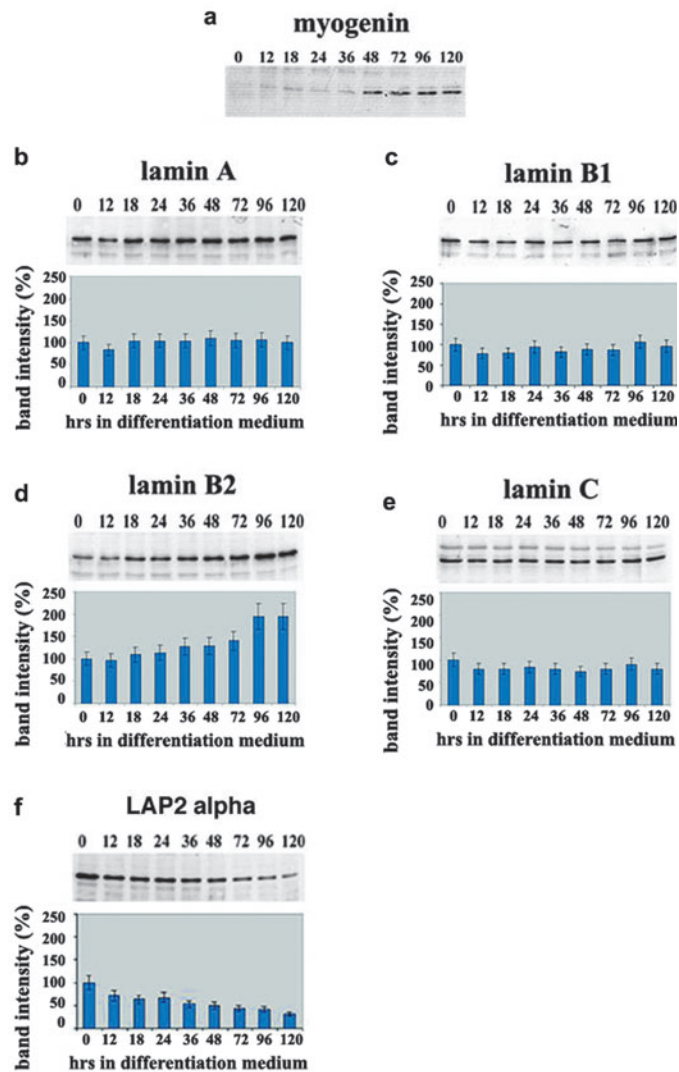 a
myogenin
0 12 18 24 36 48 72 96 120
b
lamin A
0 12 18 24 36 48 72 96 120
band intensity (%)
250
200
150
100
50
0
0 12 18 24 36 48 72 96 120
hrs in differentiation medium
c
lamin B1
0 12 18 24 36 48 72 96 120
band intensity (%)
250
200
150
100
50
0
0 12 18 24 36 48 72 96 120
hrs in differentiation medium
d
lamin B2
0 12 18 24 36 48 72 96 120
band intensity (%)
250
200
150
100
50
0
0 12 18 24 36 48 72 96 120
hrs in differentiation medium
e
lamin C
0 12 18 24 36 48 72 96 120
band intensity (%)
250
200
150
100
50
0
0 12 18 24 36 48 72 96 120
hrs in differentiation medium
f
LAP2 alpha
0 12 18 24 36 48 72 96 120
band intensity (%)
250
200
150
100
50
0
0 12 18 24 36 48 72 96 120
hrs in differentiation medium